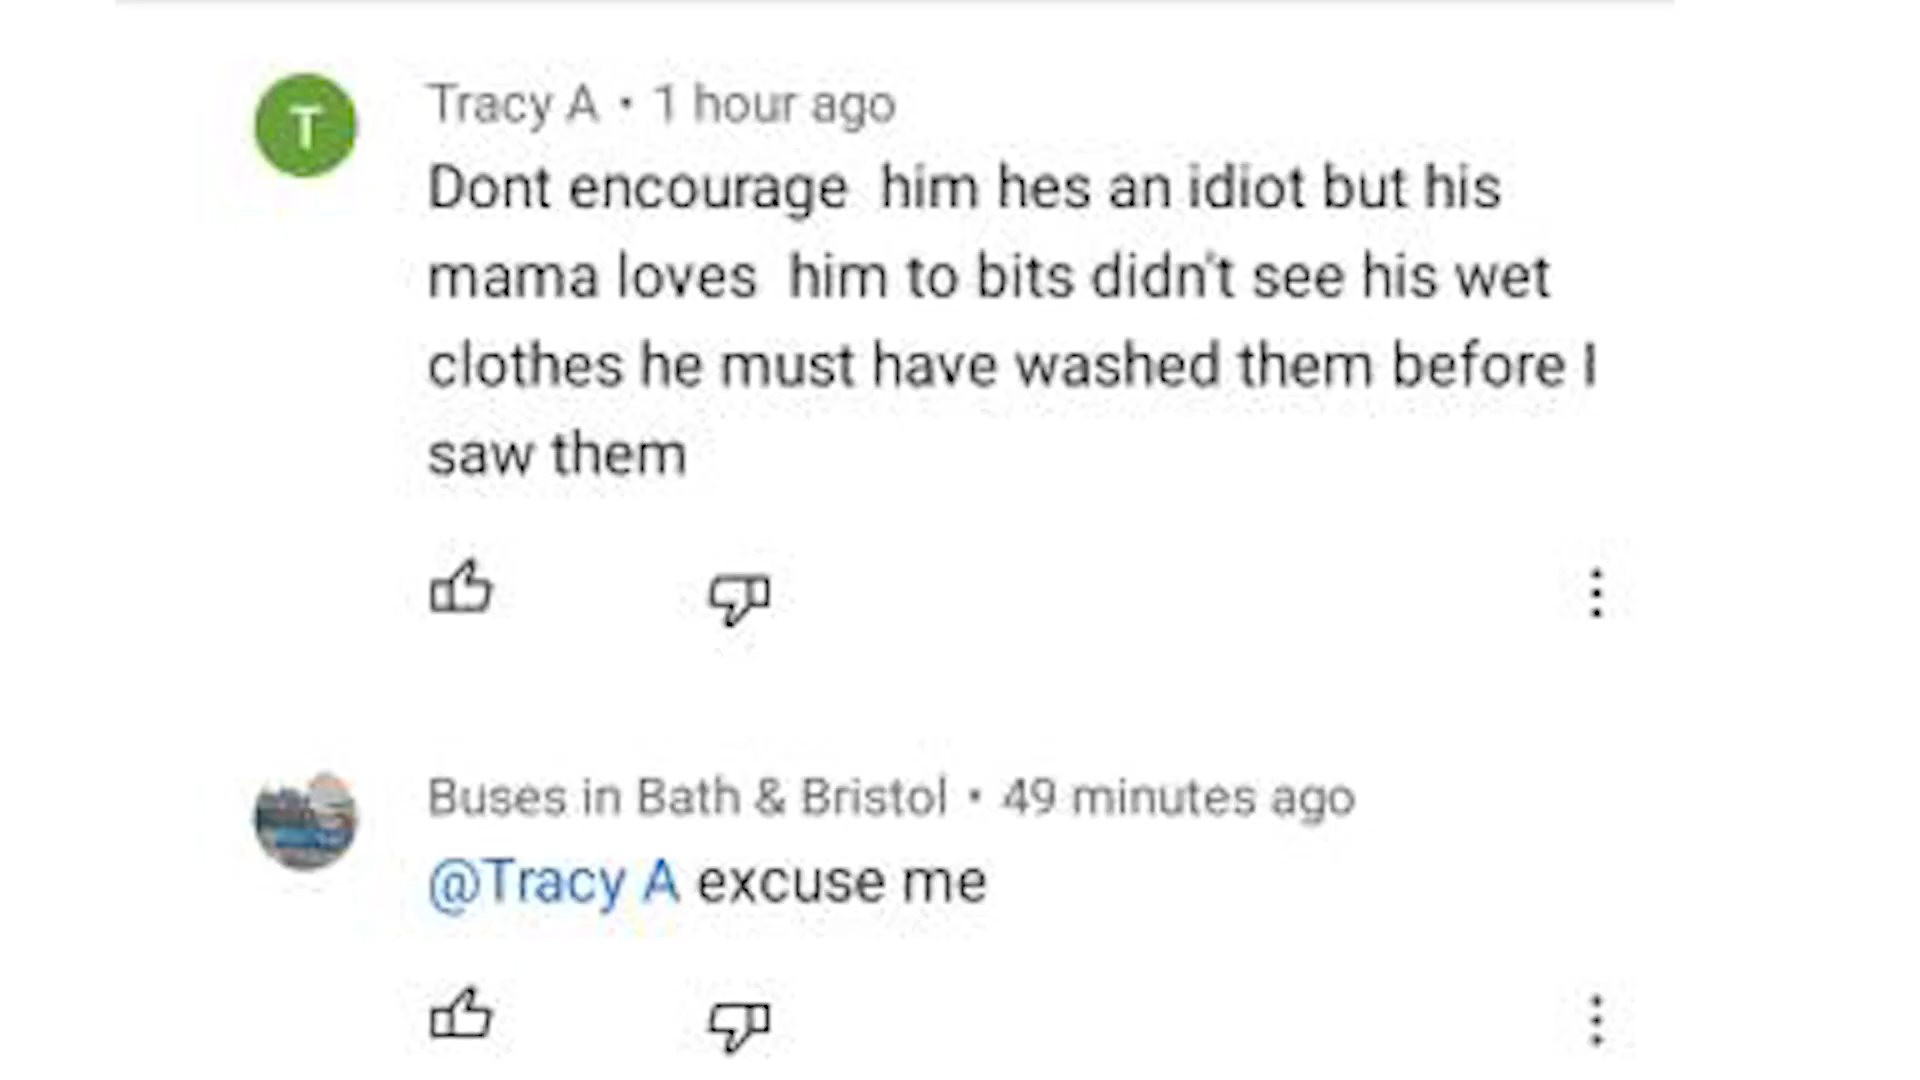 T
Tracy A • 1 hour ago
Dont encourage  him hes an idiot but his
mama loves  him to bits didn't see his wet
clothes he must have washed them before I
saw them
Buses in Bath & Bristol • 49 minutes ago
@Tracy A excuse me